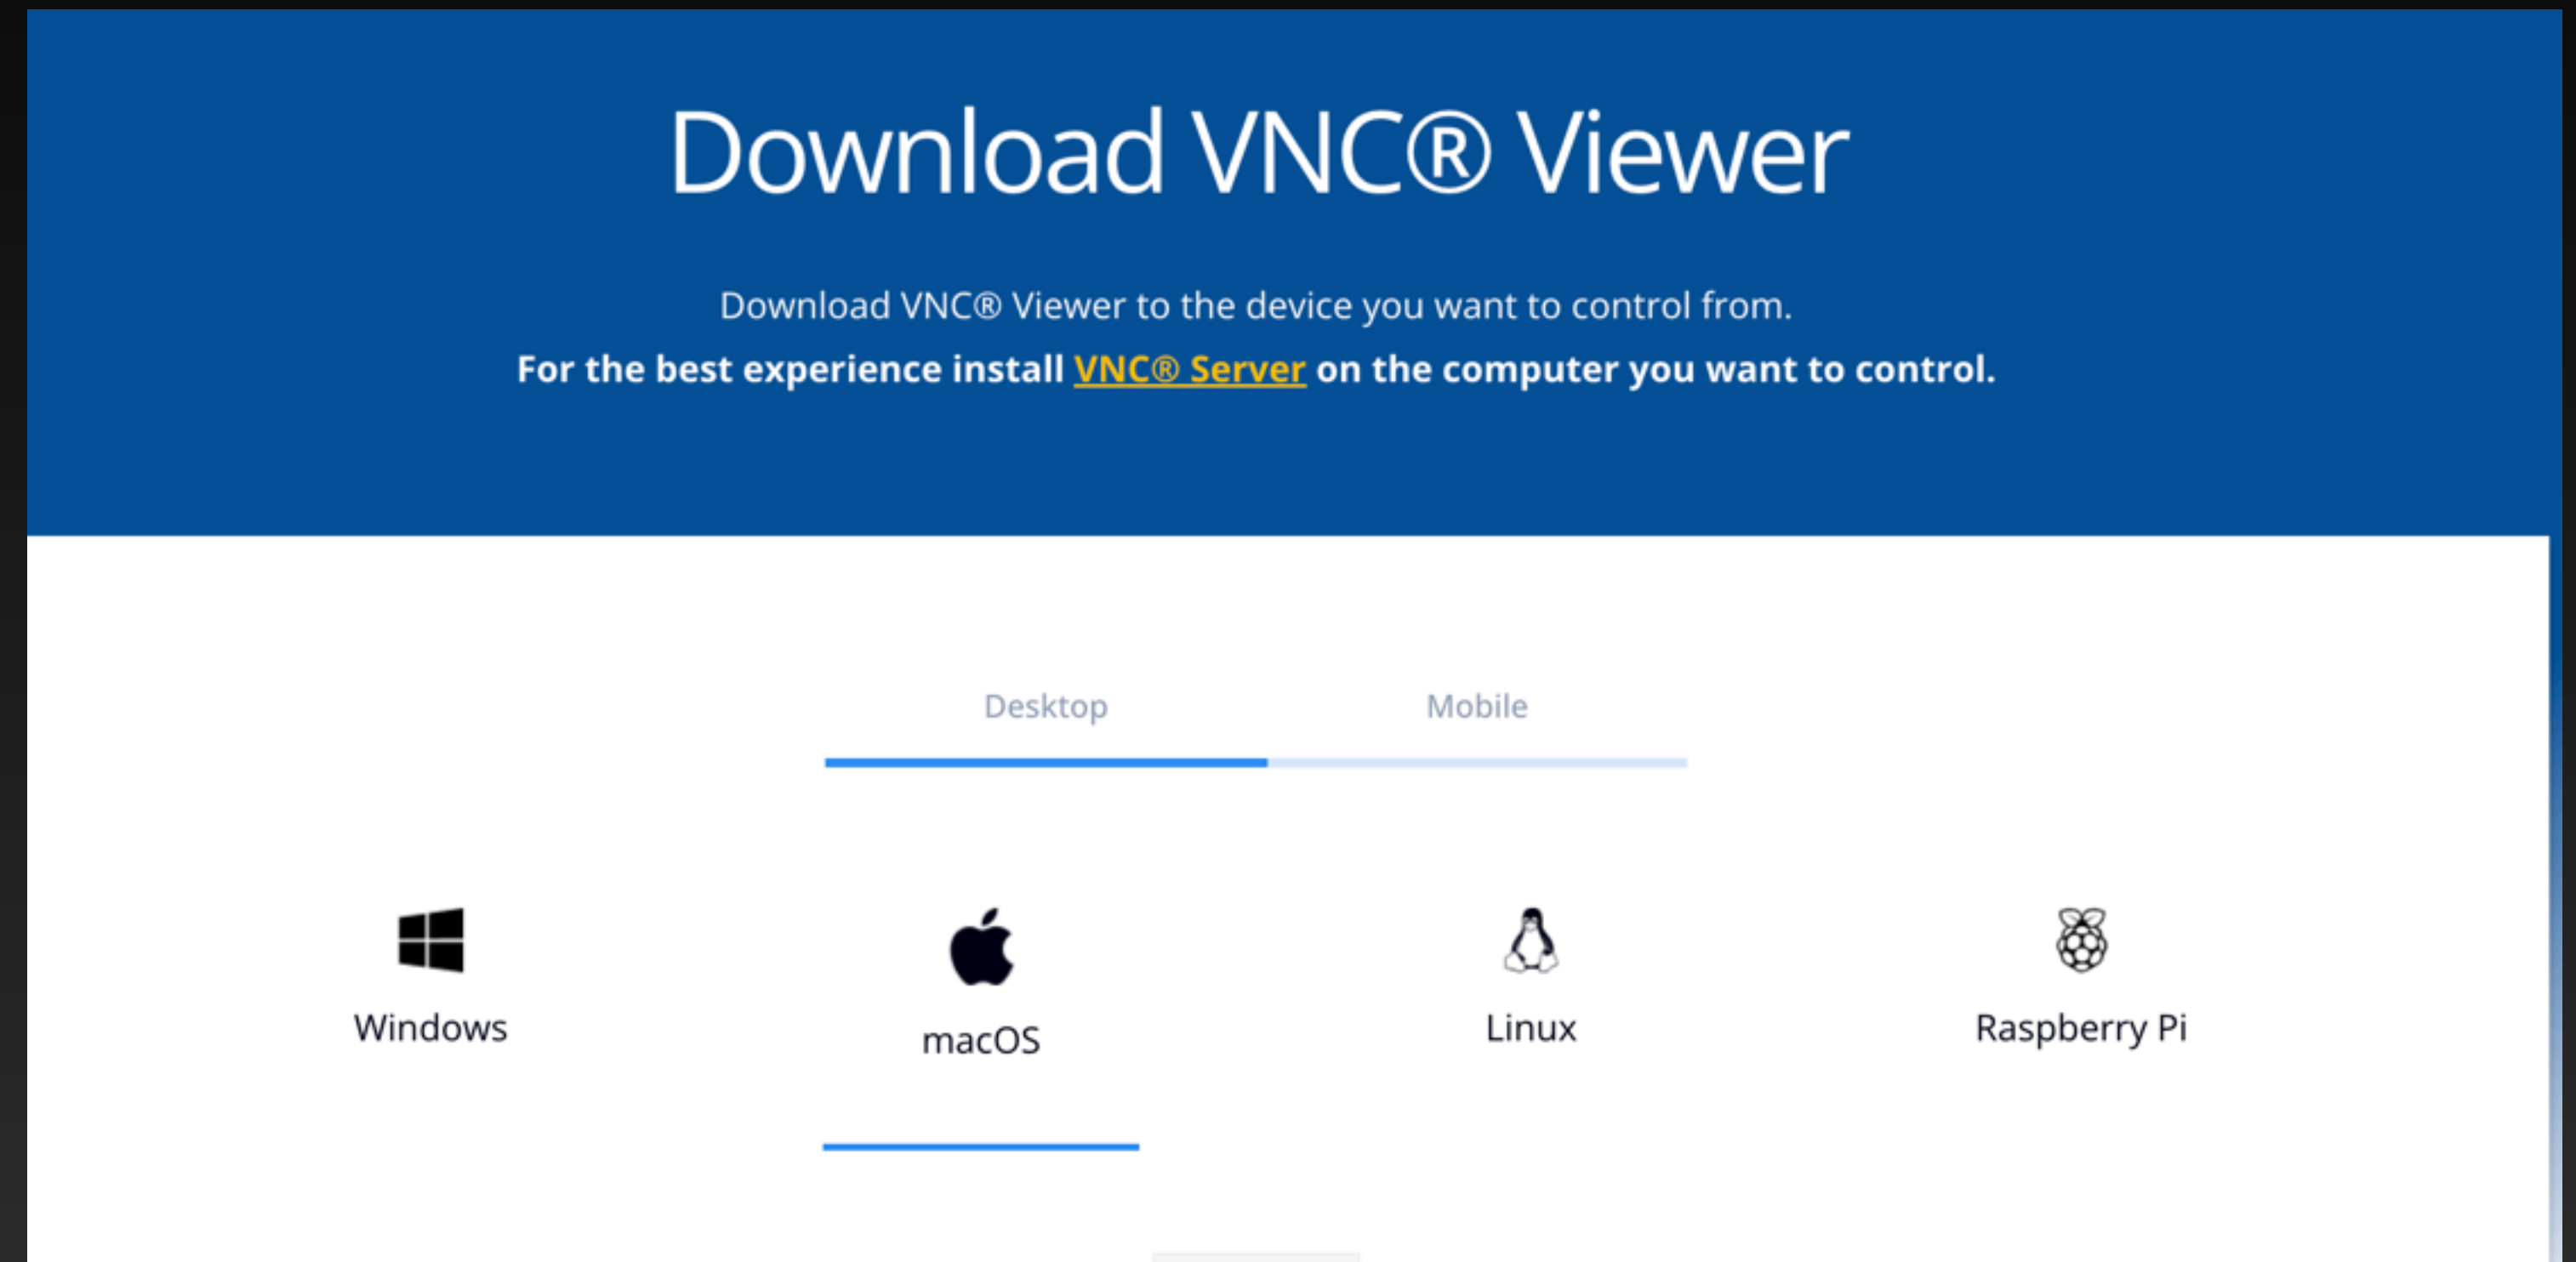 Download VNC® Viewer
Download VNC® Viewer to the device you want to control from.
For the best experience install VNC® Server on the computer you want to control.
Desktop
Mobile
Windows
macOS
Linux
Raspberry Pi